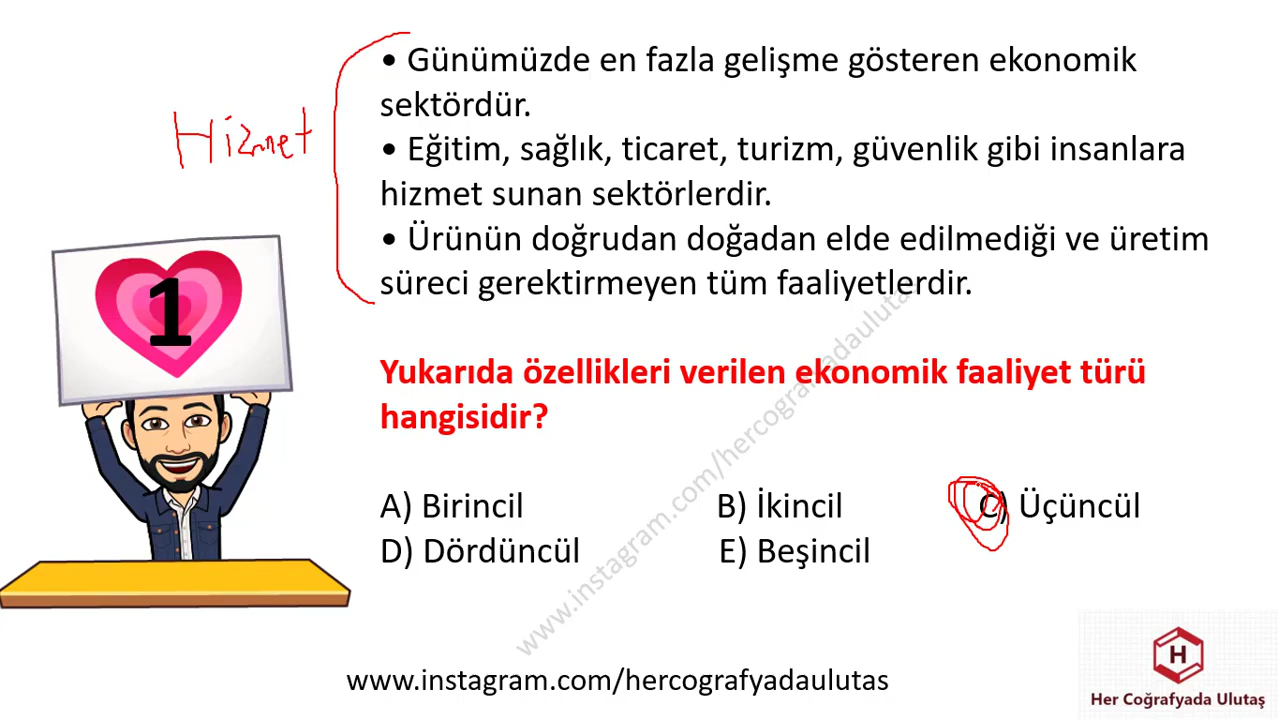 • Günümüzde en fazla gelişme gösteren ekonomik
sektördür.
Hizmet
• Eğitim, sağlık, ticaret, turizm, güvenlik gibi insanlara
hizmet sunan sektörlerdir.
• Ürünün doğrudan doğadan elde edilmediği ve üretim
süreci gerektirmeyen tüm faaliyetlerdir.
1
Yukarıda özellikleri verilen ekonomik faaliyet türü
hangisidir?
A) Birincil B) İkincil C) Üçüncül
D) Dördüncül E) Beşincil
www.instagram.com/hercografyadaulutas
www.instagram.com/hercografyadaulutas
H
Her Coğrafyada Ulutaş